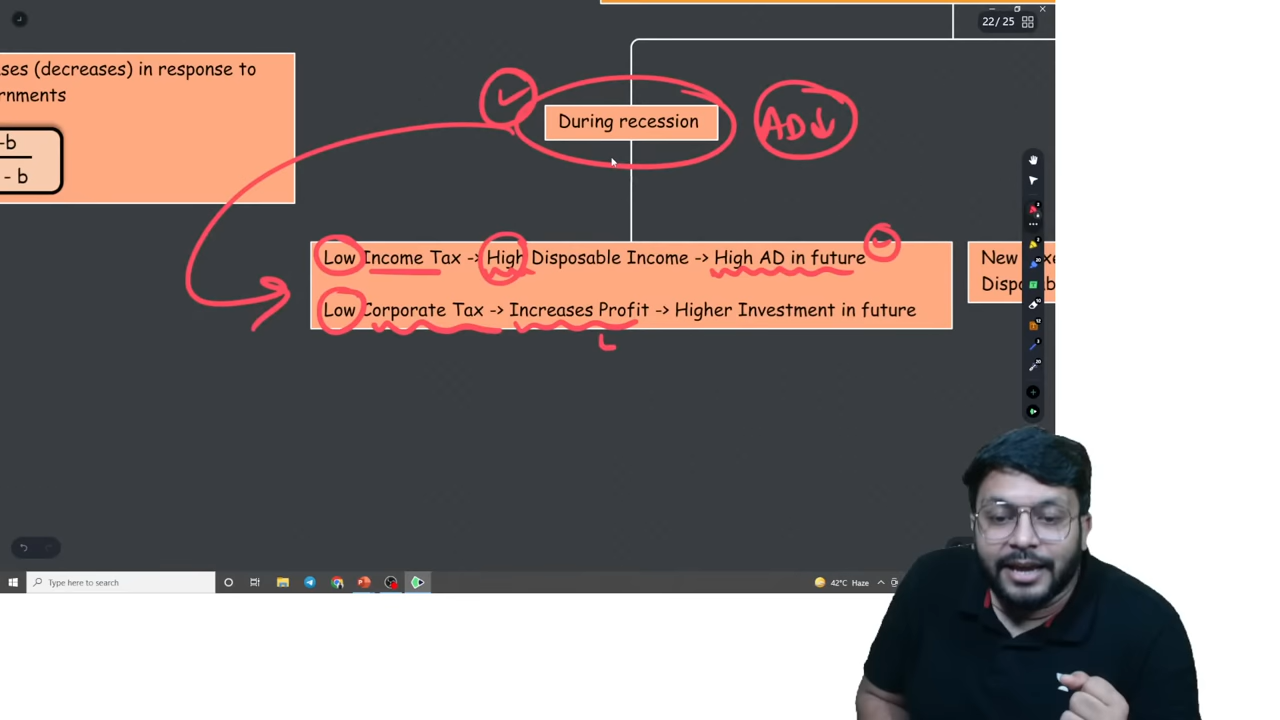 22/ 25
ses (decreases) in response to
rnments
-b
- b
During recession
AD↓
Low Income Tax -> High Disposable Income -> High AD in future
Low Corporate Tax -> Increases Profit -> Higher Investment in future
New
Dispo
Type here to search
42°C Haze